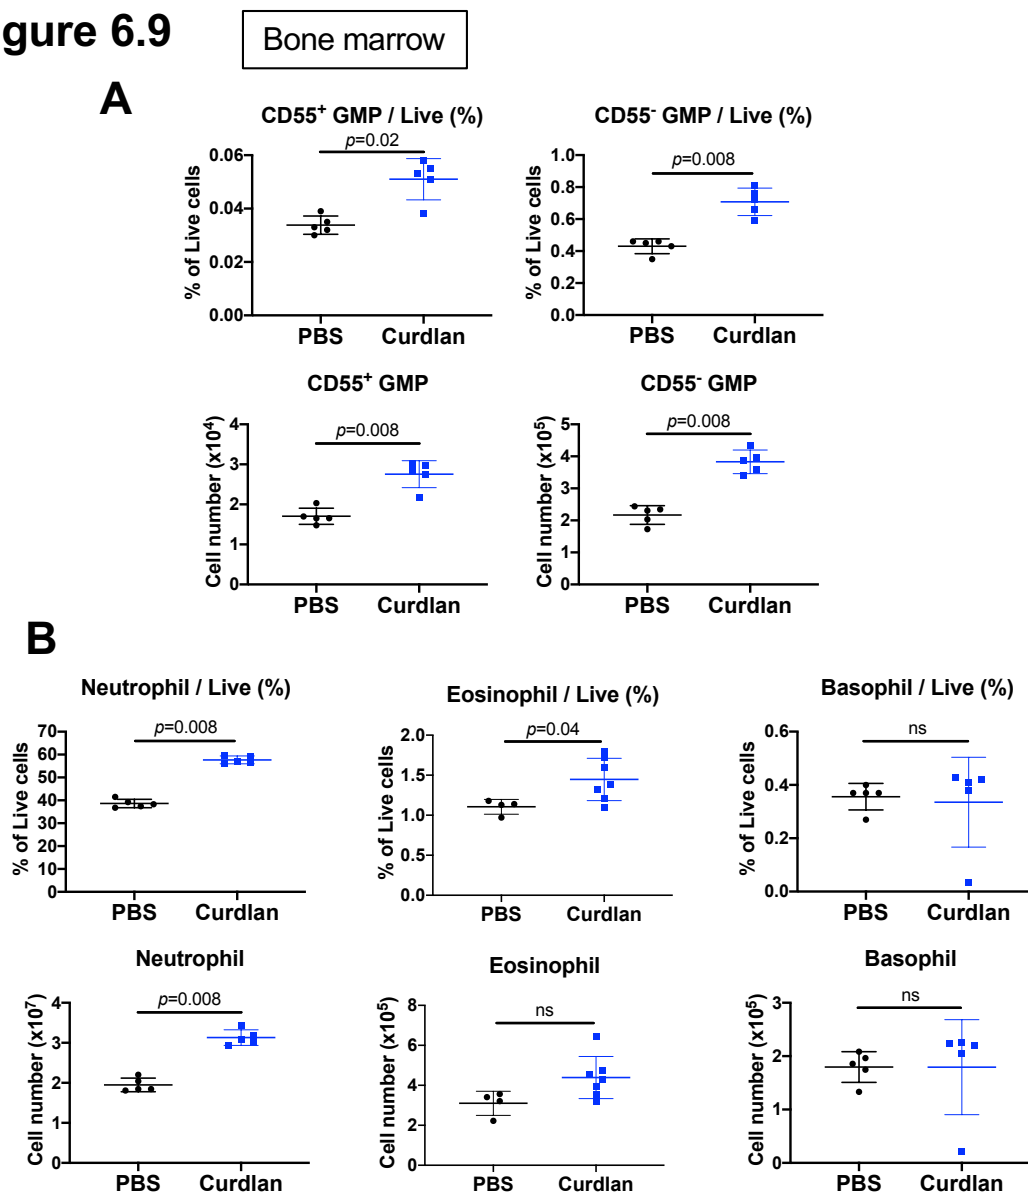 gure 6.9
Bone marrow
A
CD55⁺ GMP / Live (%)
% of Live cells
0.06
0.04
0.02
0.00
p=0.02
PBS Curdlan
CD55⁻ GMP / Live (%)
% of Live cells
1.0
0.8
0.6
0.4
0.2
0.0
p=0.008
PBS Curdlan
CD55⁺ GMP
Cell number (x10⁴)
4
3
2
1
0
p=0.008
PBS Curdlan
CD55⁻ GMP
Cell number (x10⁵)
5
4
3
2
1
0
p=0.008
PBS Curdlan
B
Neutrophil / Live (%)
% of Live cells
70
60
50
40
30
20
10
0
p=0.008
PBS Curdlan
Eosinophil / Live (%)
% of Live cells
2.0
1.5
1.0
0.5
0.0
p=0.04
PBS Curdlan
Basophil / Live (%)
% of Live cells
0.6
0.4
0.2
0.0
ns
PBS Curdlan
Neutrophil
Cell number (x10⁷)
4
3
2
1
0
p=0.008
PBS Curdlan
Eosinophil
Cell number (x10⁵)
8
6
4
2
0
ns
PBS Curdlan
Basophil
Cell number (x10⁵)
3
2
1
0
ns
PBS Curdlan